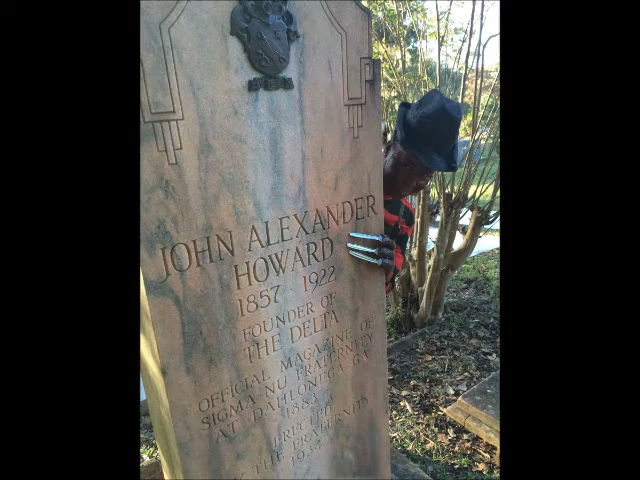 JOHN ALEXANDER
HOWARD
1857 - 1922
FOUNDER OF
THE DELTA
OFFICIAL MAGAZINE OF
SIGMA NU FRATERNITY
AT DAHLONEGA GA
1883
ERECTED
THE FRATERNITY
1934